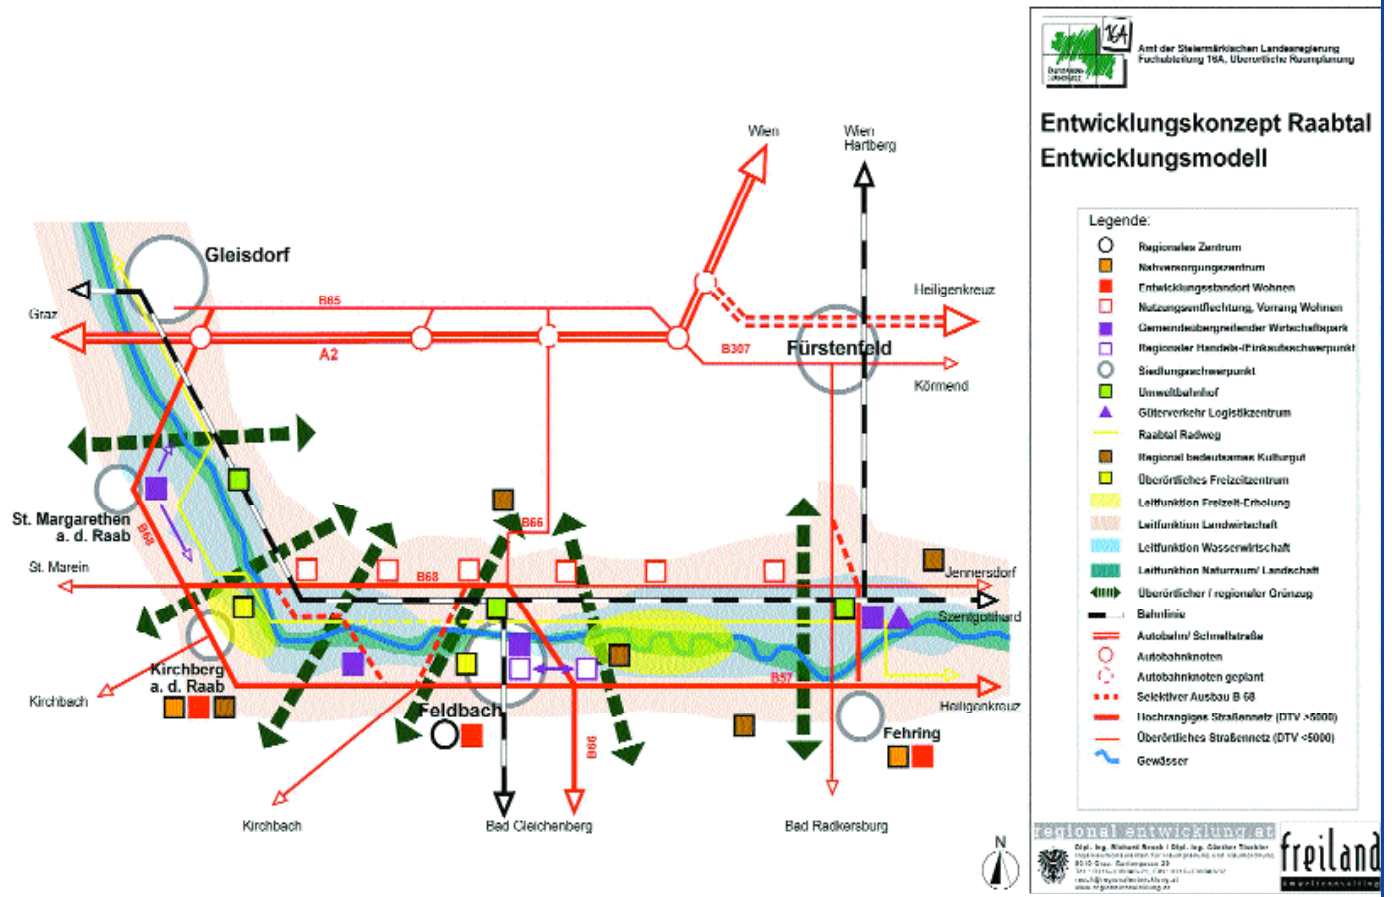 16A
Amt der Steiermärkischen Landesregierung
Fachabteilung 16A, Überörtliche Raumplanung
Entwicklungskonzept Raabtal
Entwicklungsmodell
Legende:
Regionales Zentrum
Nahversorgungszentrum
Entwicklungsstandort Wohnen
Nutzungsentflechtung, Vorrang Wohnen
Gemeindeübergreifender Wirtschaftspark
Regionaler Handels-/Einkaufsschwerpunkt
Siedlungsschwerpunkt
Umweltbahnhof
Güterverkehr Logistikzentrum
Raabtal Radweg
Regional bedeutsames Kulturgut
Überörtliches Freizeitzentrum
Leitfunktion Freizeit-Erholung
Leitfunktion Landwirtschaft
Leitfunktion Wasserwirtschaft
Leitfunktion Naturraum/ Landschaft
Überörtlicher / regionaler Grünzug
Bahnlinie
Autobahn/ Schnellstraße
Autobahnknoten
Autobahnknoten geplant
Selektiver Ausbau B 68
Hochrangiges Straßennetz (DTV >5000)
Überörtliches Straßennetz (DTV <5000)
Gewässer
regional entwicklung.at
freiland
umweltconsulting
Wien
Wien
Hartberg
Gleisdorf
Heiligenkreuz
B65
Graz
A2
B307
Fürstenfeld
Körmend
St. Margarethen
a. d. Raab
B68
B66
St. Marein
B68
Jennersdorf
Szentgotthard
Kirchberg
a. d. Raab
B57
Kirchbach
Heiligenkreuz
Feldbach
Fehring
B66
Kirchbach
Bad Gleichenberg
Bad Radkersburg
N